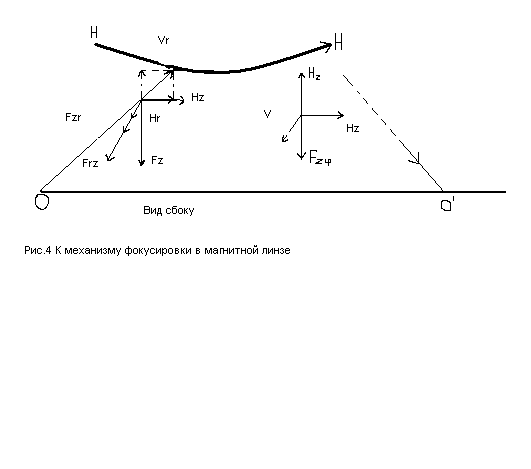 H
Vr
H
Hz
Hz
Fzr
Hr
V
Hz
Frz
Fz
Fzφ
O
O'
Вид сбоку
Рис.4 К механизму фокусировки в магнитной линзе